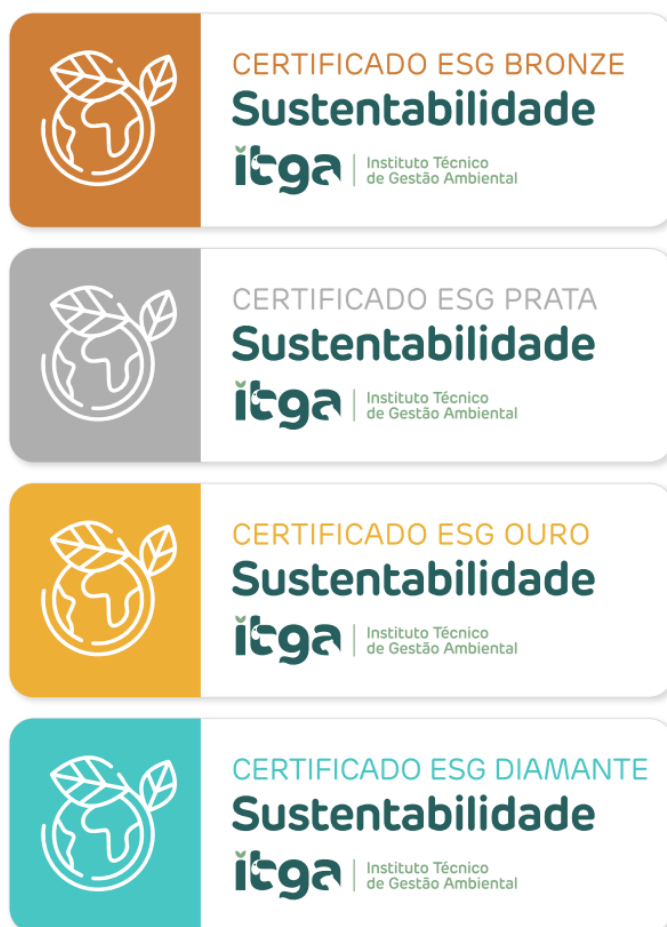 CERTIFICADO ESG BRONZE
Sustentabilidade
itga
Instituto Técnico
de Gestão Ambiental
CERTIFICADO ESG PRATA
Sustentabilidade
itga
Instituto Técnico
de Gestão Ambiental
CERTIFICADO ESG OURO
Sustentabilidade
itga
Instituto Técnico
de Gestão Ambiental
CERTIFICADO ESG DIAMANTE
Sustentabilidade
itga
Instituto Técnico
de Gestão Ambiental